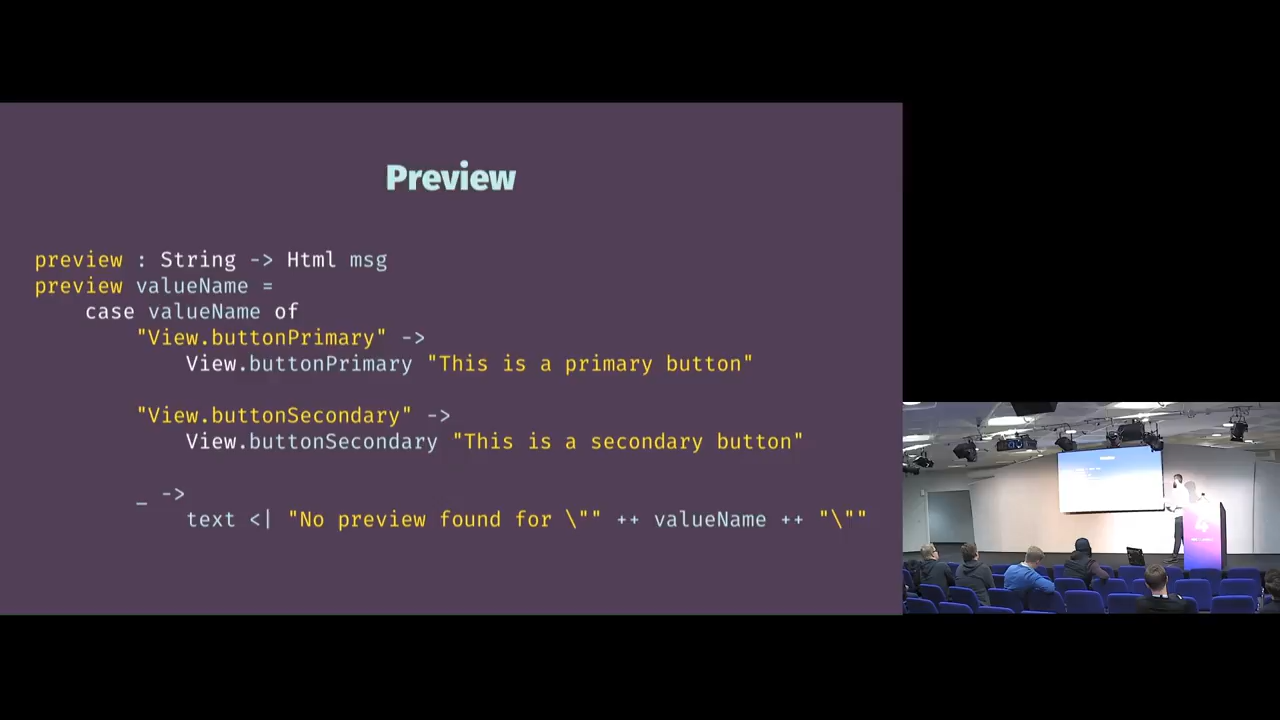 Preview
preview : String -> Html msg
preview valueName =
    case valueName of
        "View.buttonPrimary" ->
            View.buttonPrimary "This is a primary button"
        "View.buttonSecondary" ->
            View.buttonSecondary "This is a secondary button"
        _ ->
            text <| "No preview found for \"" ++ valueName ++ "\""